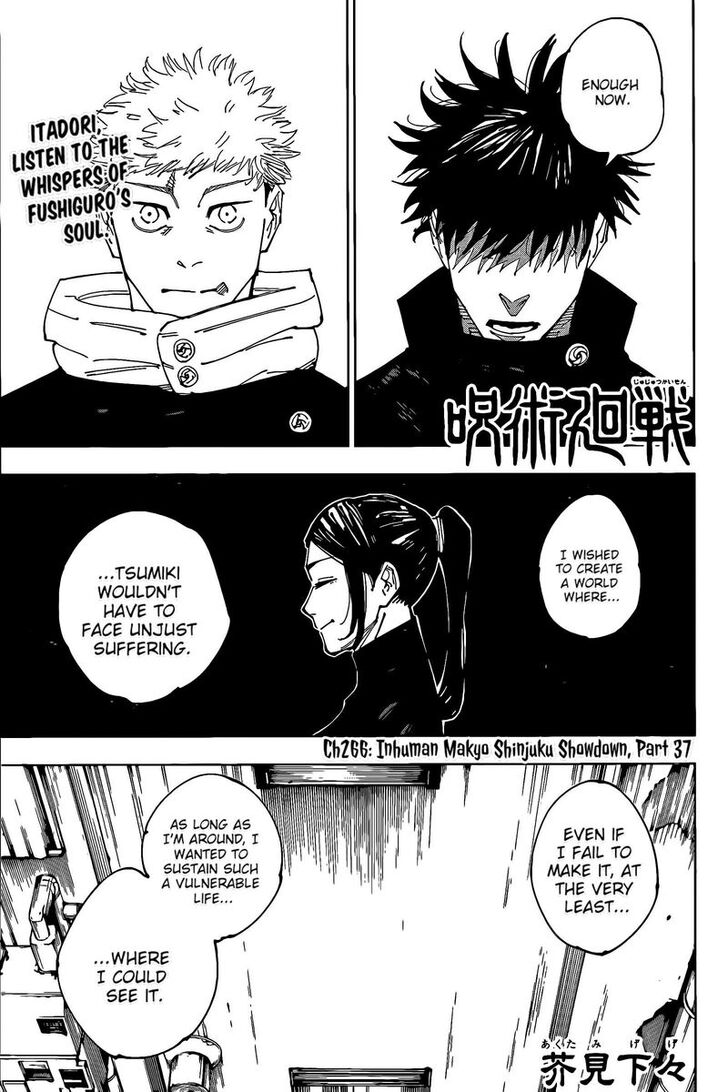 ENOUGH
NOW.
ITADORI,
LISTEN TO THE
WHISPERS OF
FUSHIGURO'S
SOUL.
じゅじゅつかいせん
呪術廻戦
I WISHED
TO CREATE
A WORLD
WHERE...
...TSUMIKI
WOULDN'T
HAVE TO
FACE UNJUST
SUFFERING.
Ch266: Inhuman Makyo Shinjuku Showdown, Part 37
EVEN IF
I FAIL TO
MAKE IT, AT
THE VERY
LEAST...
AS LONG AS
I'M AROUND, I
WANTED TO
SUSTAIN SUCH
A VULNERABLE
LIFE...
...WHERE
I COULD
SEE IT.
あくたみげげ
芥見下々